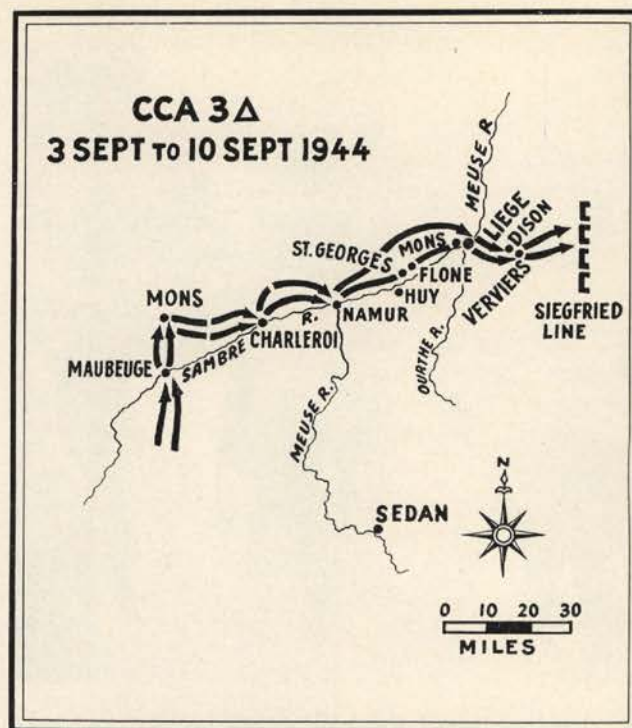 CCA 3Δ
3 SEPT TO 10 SEPT 1944
MEUSE R
LIEGE
DISON
ST. GEORGES
MONS
FLONE
HUY
VERVIERS
SIEGFRIED
LINE
MONS
NAMUR
R.
CHARLEROI
SAMBRE
MAUBEUGE
OURTHE R.
MEUSE R.
SEDAN
N
0 10 20 30
MILES